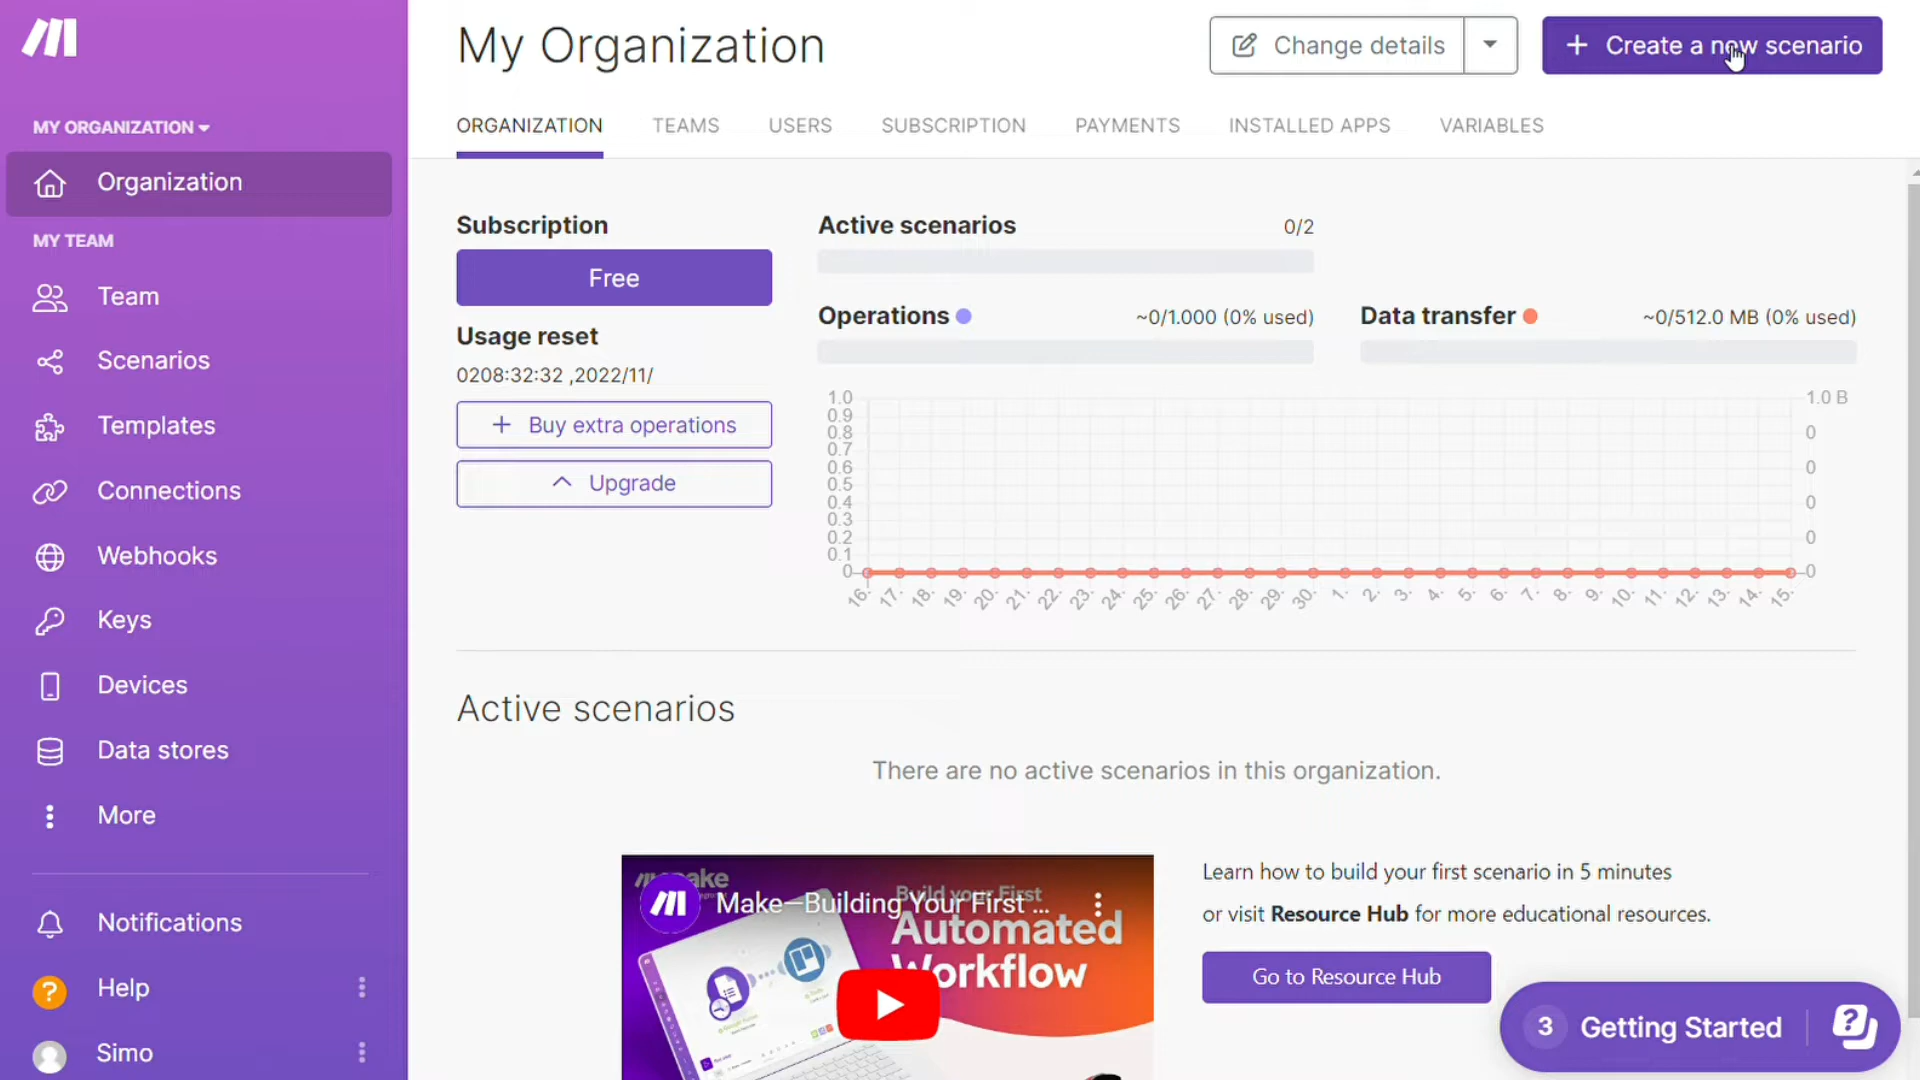 My Organization
Change details
+ Create a new scenario
MY ORGANIZATION
Organization
MY TEAM
Team
Scenarios
Templates
Connections
Webhooks
Keys
Devices
Data stores
More
Notifications
? Help
Simo
ORGANIZATION TEAMS USERS SUBSCRIPTION PAYMENTS INSTALLED APPS VARIABLES
Subscription
Free
Usage reset
0208:32:32 ,2022/11/
+ Buy extra operations
Upgrade
Active scenarios 0/2
Operations ~0/1.000 (0% used)
Data transfer ~0/512.0 MB (0% used)
1.0
0.9
0.8
0.7
0.6
0.5
0.4
0.3
0.2
0.1
0
1.0 B
0
0
0
0
0
16. 17. 18. 19. 20. 21. 22. 23. 24. 25. 26. 27. 28. 29. 30. 1. 2. 3. 4. 5. 6. 7. 8. 9. 10. 11. 12. 13. 14. 15.
Active scenarios
There are no active scenarios in this organization.
make
Make—Building Your First ...
Build your First
Automated
Workflow
Learn how to build your first scenario in 5 minutes
or visit Resource Hub for more educational resources.
Go to Resource Hub
3 Getting Started ?